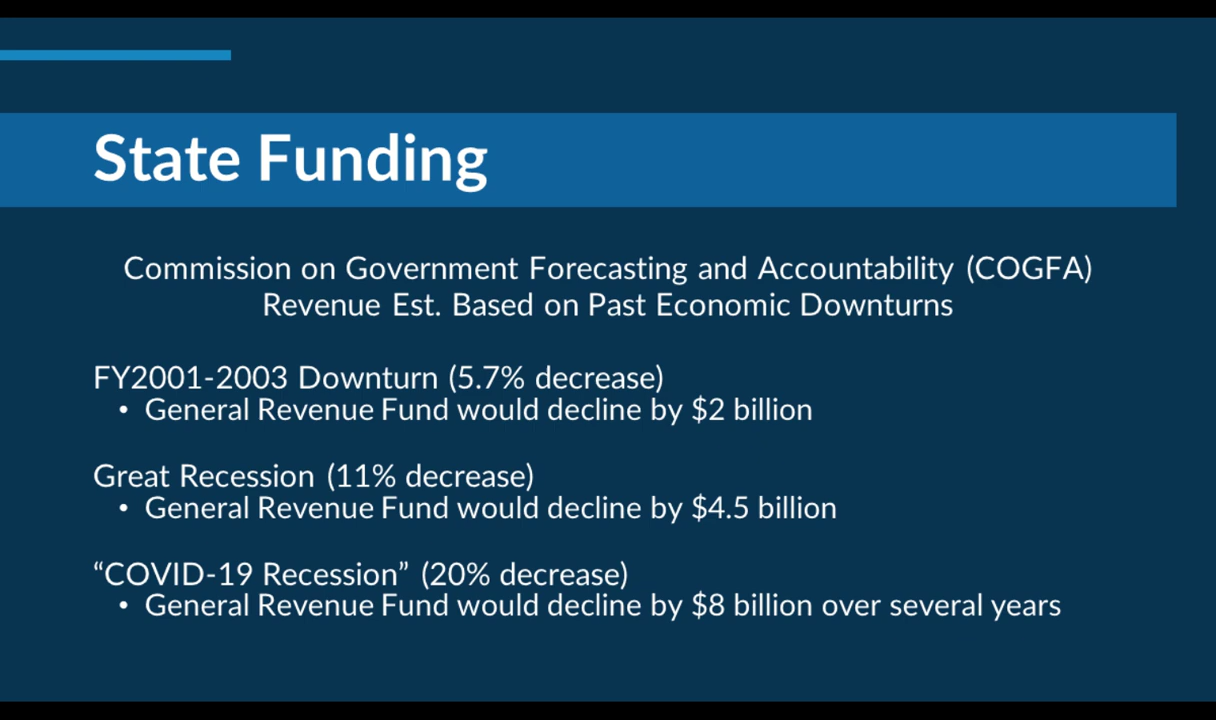 State Funding
Commission on Government Forecasting and Accountability (COGFA)
Revenue Est. Based on Past Economic Downturns
FY2001-2003 Downturn (5.7% decrease)
• General Revenue Fund would decline by $2 billion
Great Recession (11% decrease)
• General Revenue Fund would decline by $4.5 billion
“COVID-19 Recession” (20% decrease)
• General Revenue Fund would decline by $8 billion over several years